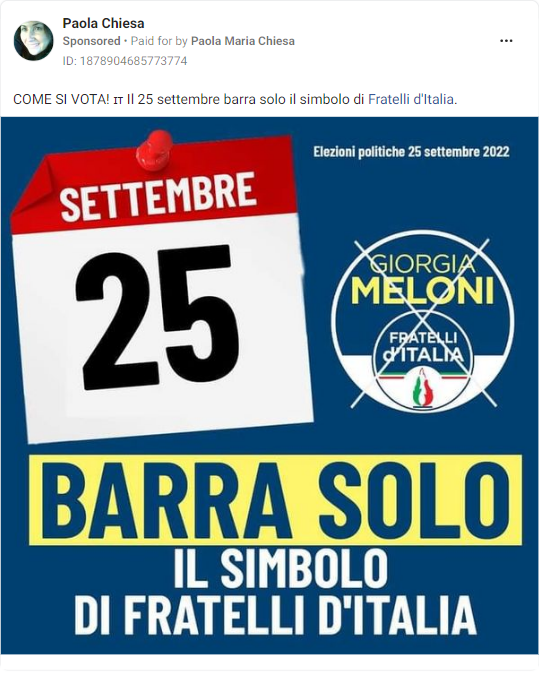 Paola Chiesa
Sponsored • Paid for by Paola Maria Chiesa
ID: 1878904685773774
COME SI VOTA! ɪᴛ Il 25 settembre barra solo il simbolo di Fratelli d'Italia.
Elezioni politiche 25 settembre 2022
SETTEMBRE
25
GIORGIA
MELONI
FRATELLI
d'ITALIA
BARRA SOLO
IL SIMBOLO
DI FRATELLI D'ITALIA